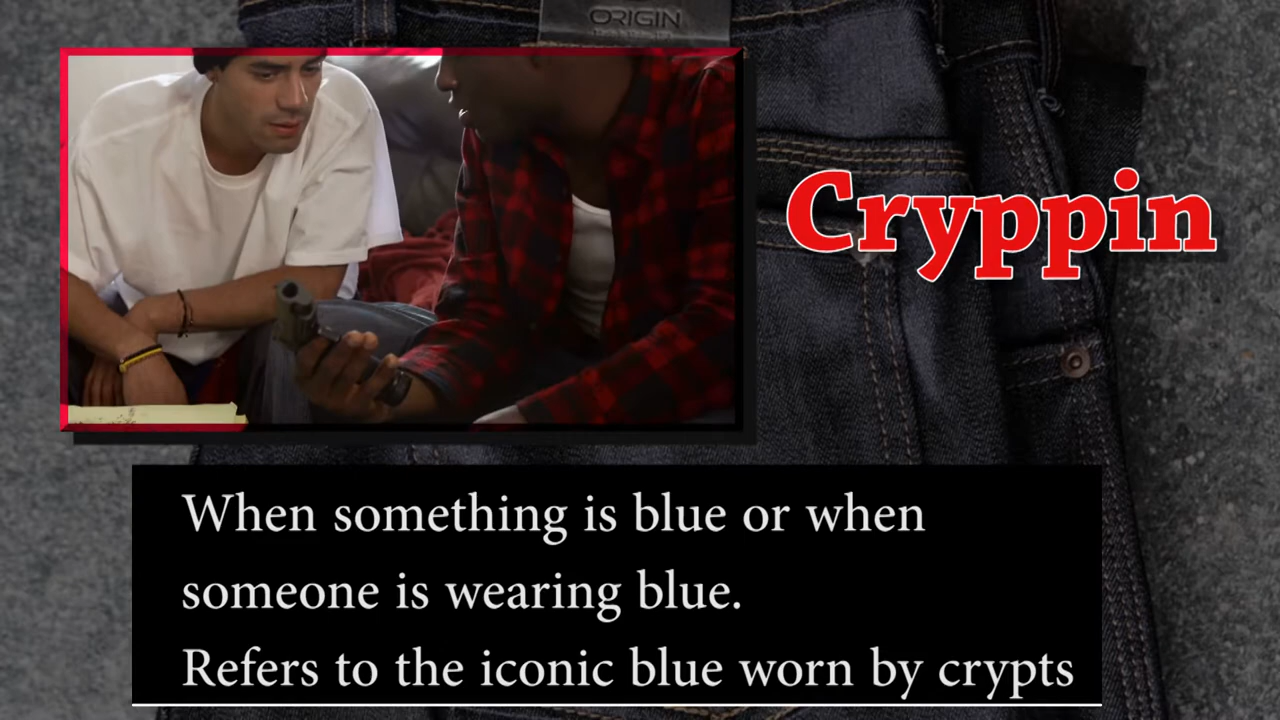 ORIGIN
Cryppin
When something is blue or when
someone is wearing blue.
Refers to the iconic blue worn by crypts